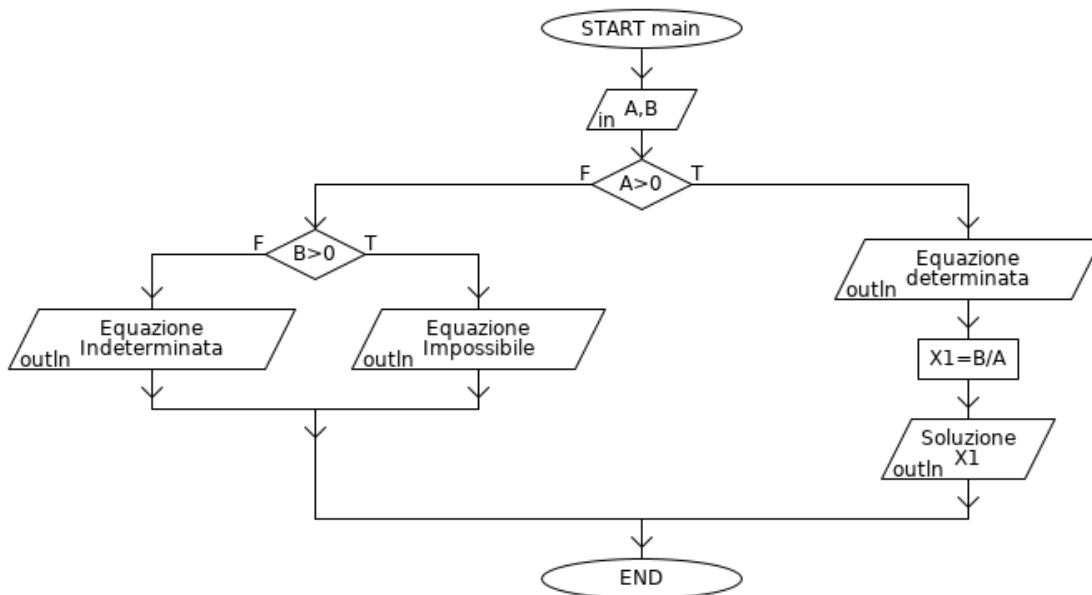 START main
A,B
in
F
A>0
T
F
B>0
T
Equazione
determinata
outln
Equazione
Indeterminata
outln
Equazione
Impossibile
outln
X1=B/A
Soluzione
X1
outln
END